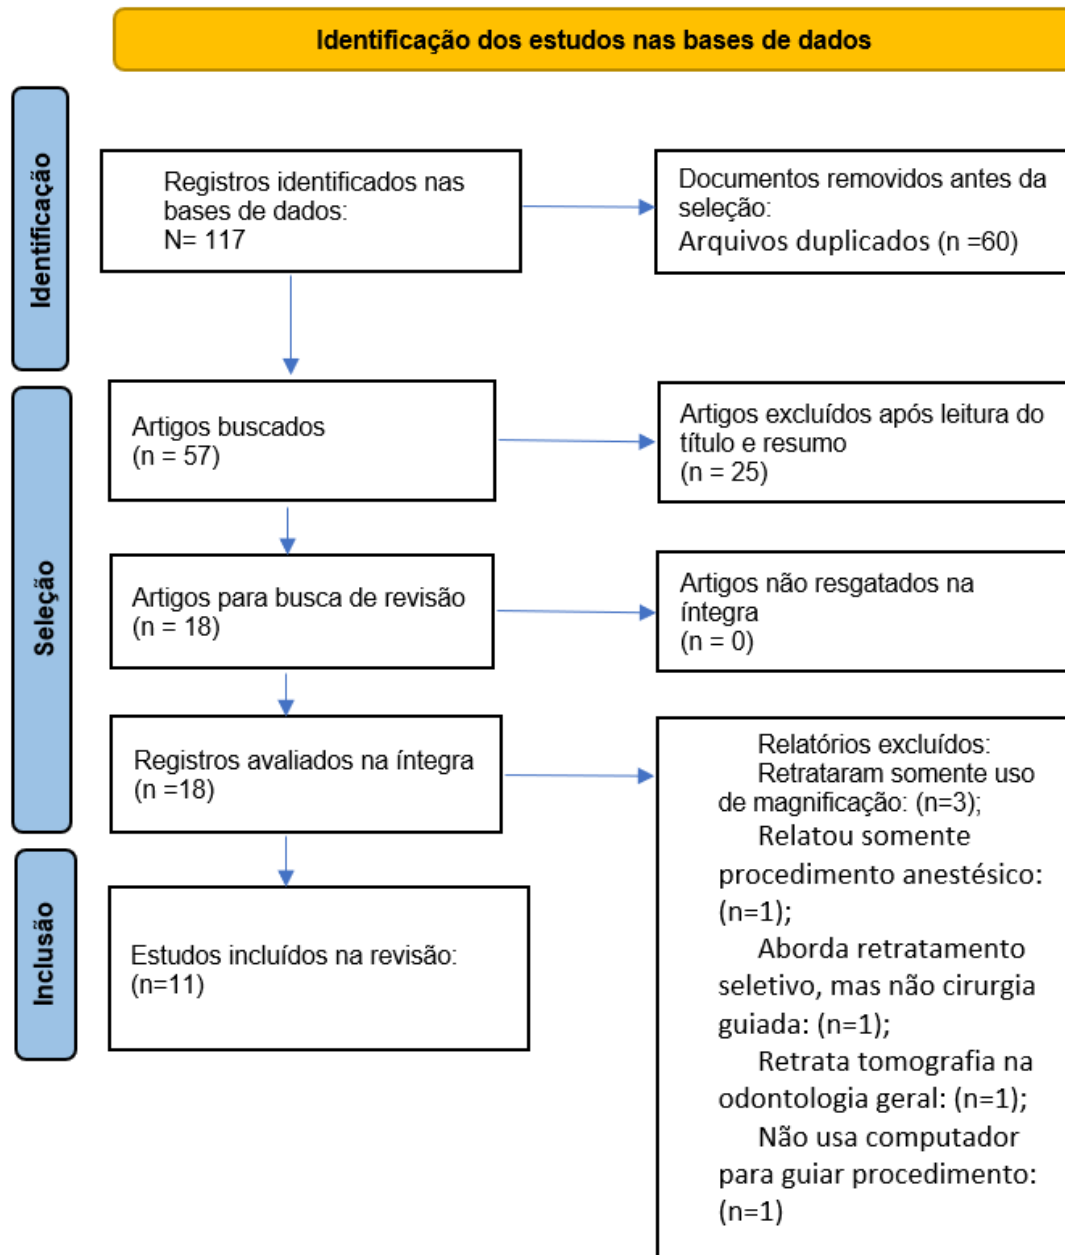 Identificação dos estudos nas bases de dados
Identificação
Registros identificados nas
bases de dados:
N= 117
Documentos removidos antes da
seleção:
Arquivos duplicados (n =60)
Seleção
Artigos buscados
(n = 57)
Artigos excluídos após leitura do
título e resumo
(n = 25)
Artigos para busca de revisão
(n = 18)
Artigos não resgatados na
íntegra
(n = 0)
Registros avaliados na íntegra
(n =18)
Relatórios excluídos:
Retrataram somente uso
de magnificação: (n=3);
Relatou somente
procedimento anestésico:
(n=1);
Aborda retratamento
seletivo, mas não cirurgia
guiada: (n=1);
Retrata tomografia na
odontologia geral: (n=1);
Não usa computador
para guiar procedimento:
(n=1)
Inclusão
Estudos incluídos na revisão:
(n=11)